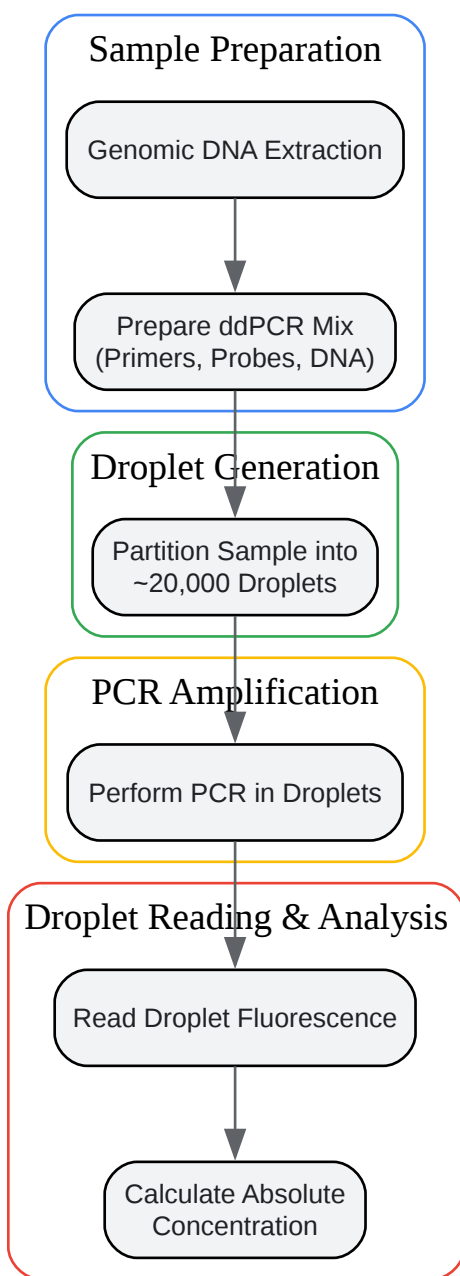 Sample Preparation
Genomic DNA Extraction
Prepare ddPCR Mix
(Primers, Probes, DNA)
Droplet Generation
Partition Sample into
~20,000 Droplets
PCR Amplification
Perform PCR in Droplets
Droplet Reading & Analysis
Read Droplet Fluorescence
Calculate Absolute
Concentration